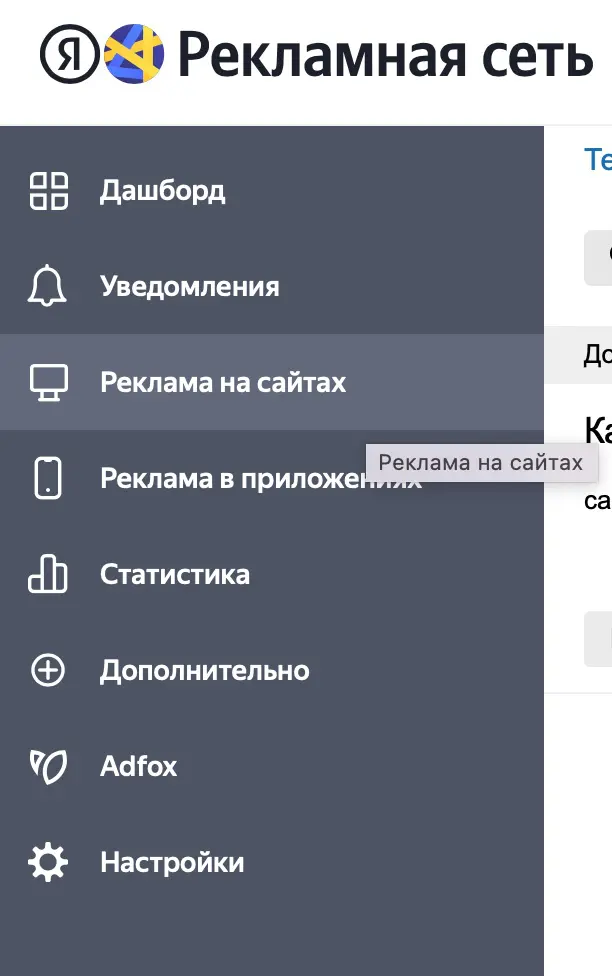 Я Рекламная сеть
Дашборд
Уведомления
Реклама на сайтах
Реклама на сайтах
Реклама в приложениях
Статистика
Дополнительно
Adfox
Настройки
Те
До
Ка
са